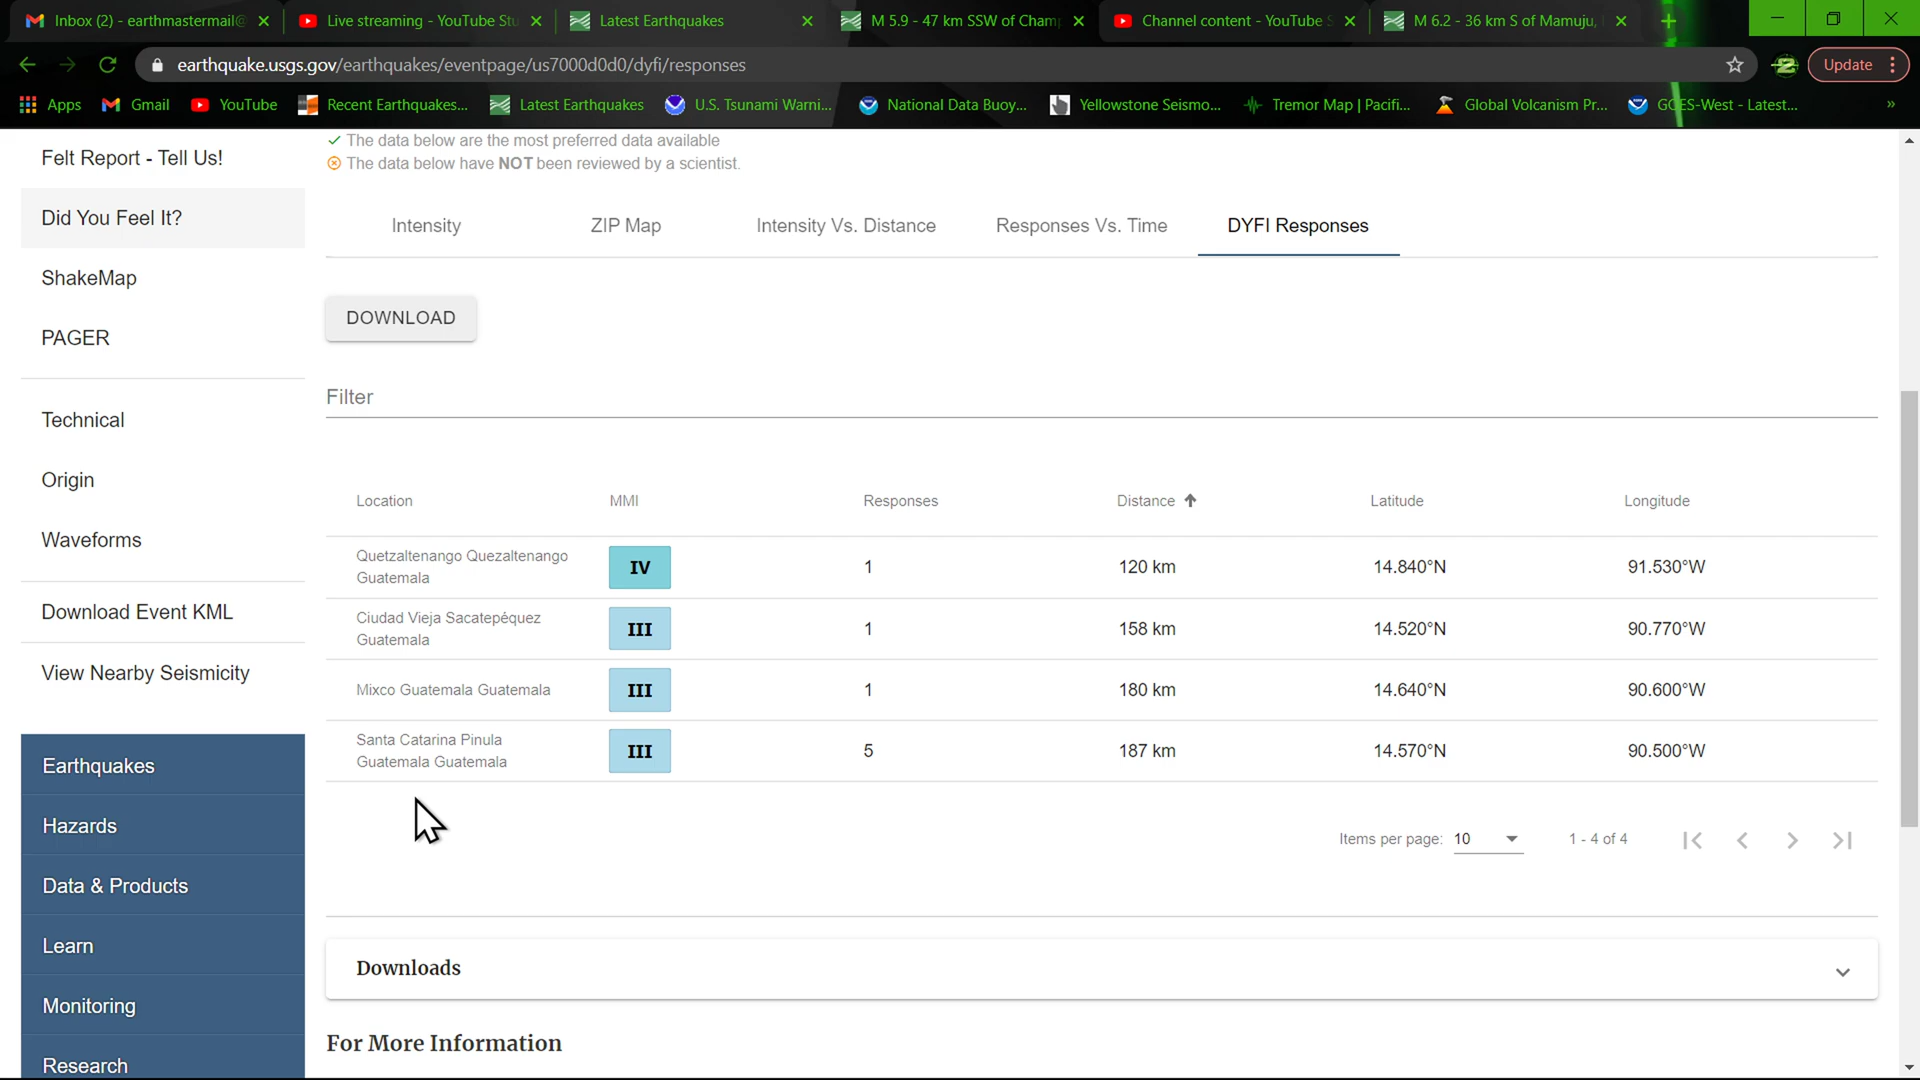 Inbox (2) - earthmastermail@
Live streaming - YouTube Stu
Latest Earthquakes
M 5.9 - 47 km SSW of Cham
Channel content - YouTube S
M 6.2 - 36 km S of Mamuju,
earthquake.usgs.gov/earthquakes/eventpage/us7000d0d0/dyfi/responses
Update
Apps
Gmail
YouTube
Recent Earthquakes...
Latest Earthquakes
U.S. Tsunami Warni...
National Data Buoy...
Yellowstone Seismo...
Tremor Map | Pacifi...
Global Volcanism Pr...
GOES-West - Latest...
»
Felt Report - Tell Us!
Did You Feel It?
ShakeMap
PAGER
Technical
Origin
Waveforms
Download Event KML
View Nearby Seismicity
Earthquakes
Hazards
Data & Products
Learn
Monitoring
Research
The data below are the most preferred data available
The data below have NOT been reviewed by a scientist.
Intensity
ZIP Map
Intensity Vs. Distance
Responses Vs. Time
DYFI Responses
DOWNLOAD
Filter
Location MMI Responses Distance Latitude Longitude
Quetzaltenango Quezaltenango
Guatemala
IV 1 120 km 14.840°N 91.530°W
Ciudad Vieja Sacatepéquez
Guatemala
III 1 158 km 14.520°N 90.770°W
Mixco Guatemala Guatemala III 1 180 km 14.640°N 90.600°W
Santa Catarina Pinula
Guatemala Guatemala
III 5 187 km 14.570°N 90.500°W
Items per page: 10 1 - 4 of 4
Downloads
For More Information